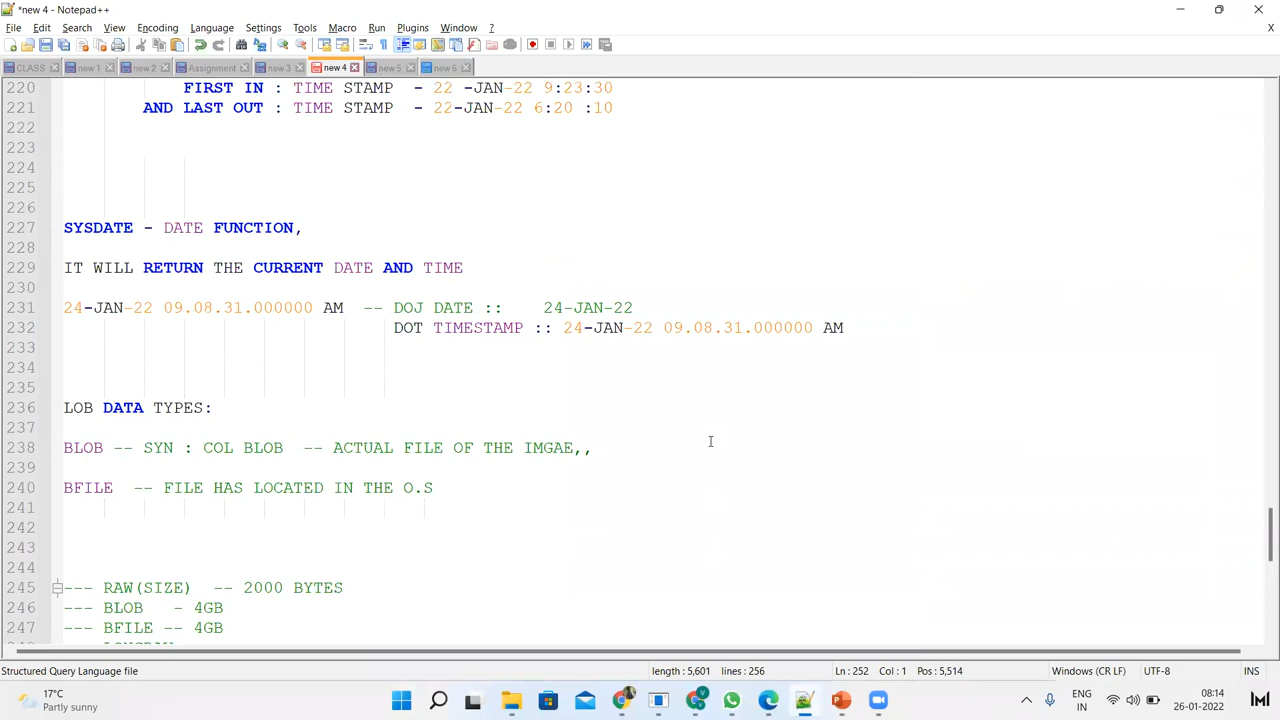 *new 4 - Notepad++
File Edit Search View Encoding Language Settings Tools Macro Run Plugins Window ? X
CLASS new 1 new 2 Assignment new 3 new 4 new 5 new 6
220 FIRST IN : TIME STAMP - 22 -JAN-22 9:23:30
221 AND LAST OUT : TIME STAMP - 22-JAN-22 6:20 :10
222
223
224
225
226
227 SYSDATE - DATE FUNCTION,
228
229 IT WILL RETURN THE CURRENT DATE AND TIME
230
231 24-JAN-22 09.08.31.000000 AM -- DOJ DATE :: 24-JAN-22
232 DOT TIMESTAMP :: 24-JAN-22 09.08.31.000000 AM
233
234
235
236 LOB DATA TYPES:
237
238 BLOB -- SYN : COL BLOB -- ACTUAL FILE OF THE IMGAE,,
239
240 BFILE -- FILE HAS LOCATED IN THE O.S
241
242
243
244
245 --- RAW(SIZE) -- 2000 BYTES
246 --- BLOB - 4GB
247 --- BFILE -- 4GB
Structured Query Language file length : 5,601 lines : 256 Ln : 252 Col : 1 Pos : 5,514 Windows (CR LF) UTF-8 INS
17°C
Partly sunny
ENG
IN
08:14
26-01-2022